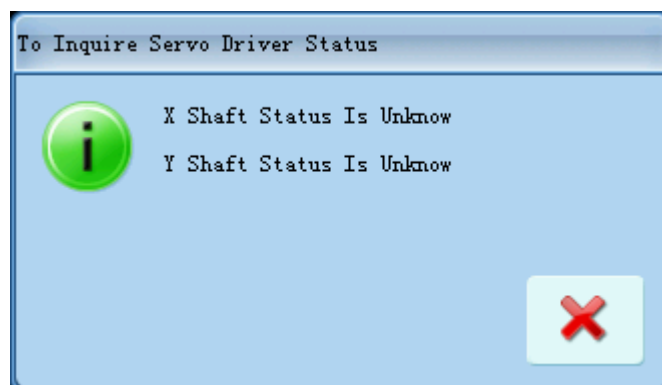 To Inquire Servo Driver Status
X Shaft Status Is Unknow
Y Shaft Status Is Unknow